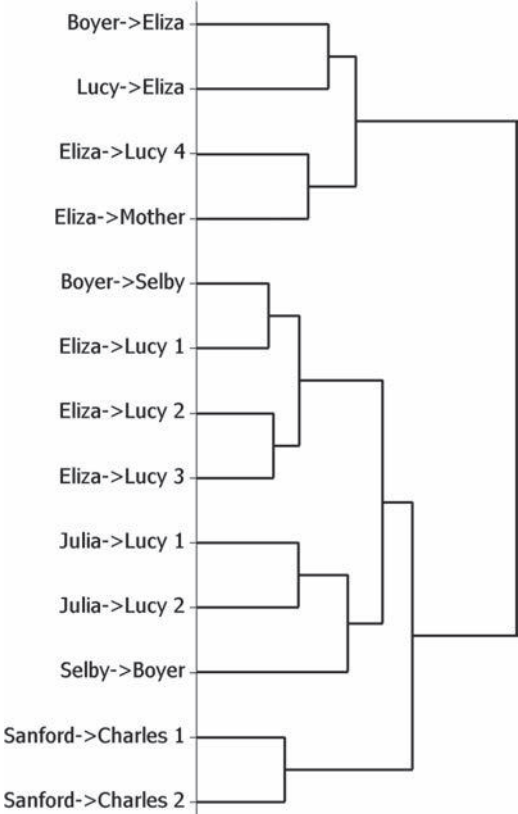 Boyer->Eliza
Lucy->Eliza
Eliza->Lucy 4
Eliza->Mother
Boyer->Selby
Eliza->Lucy 1
Eliza->Lucy 2
Eliza->Lucy 3
Julia->Lucy 1
Julia->Lucy 2
Selby->Boyer
Sanford->Charles 1
Sanford->Charles 2